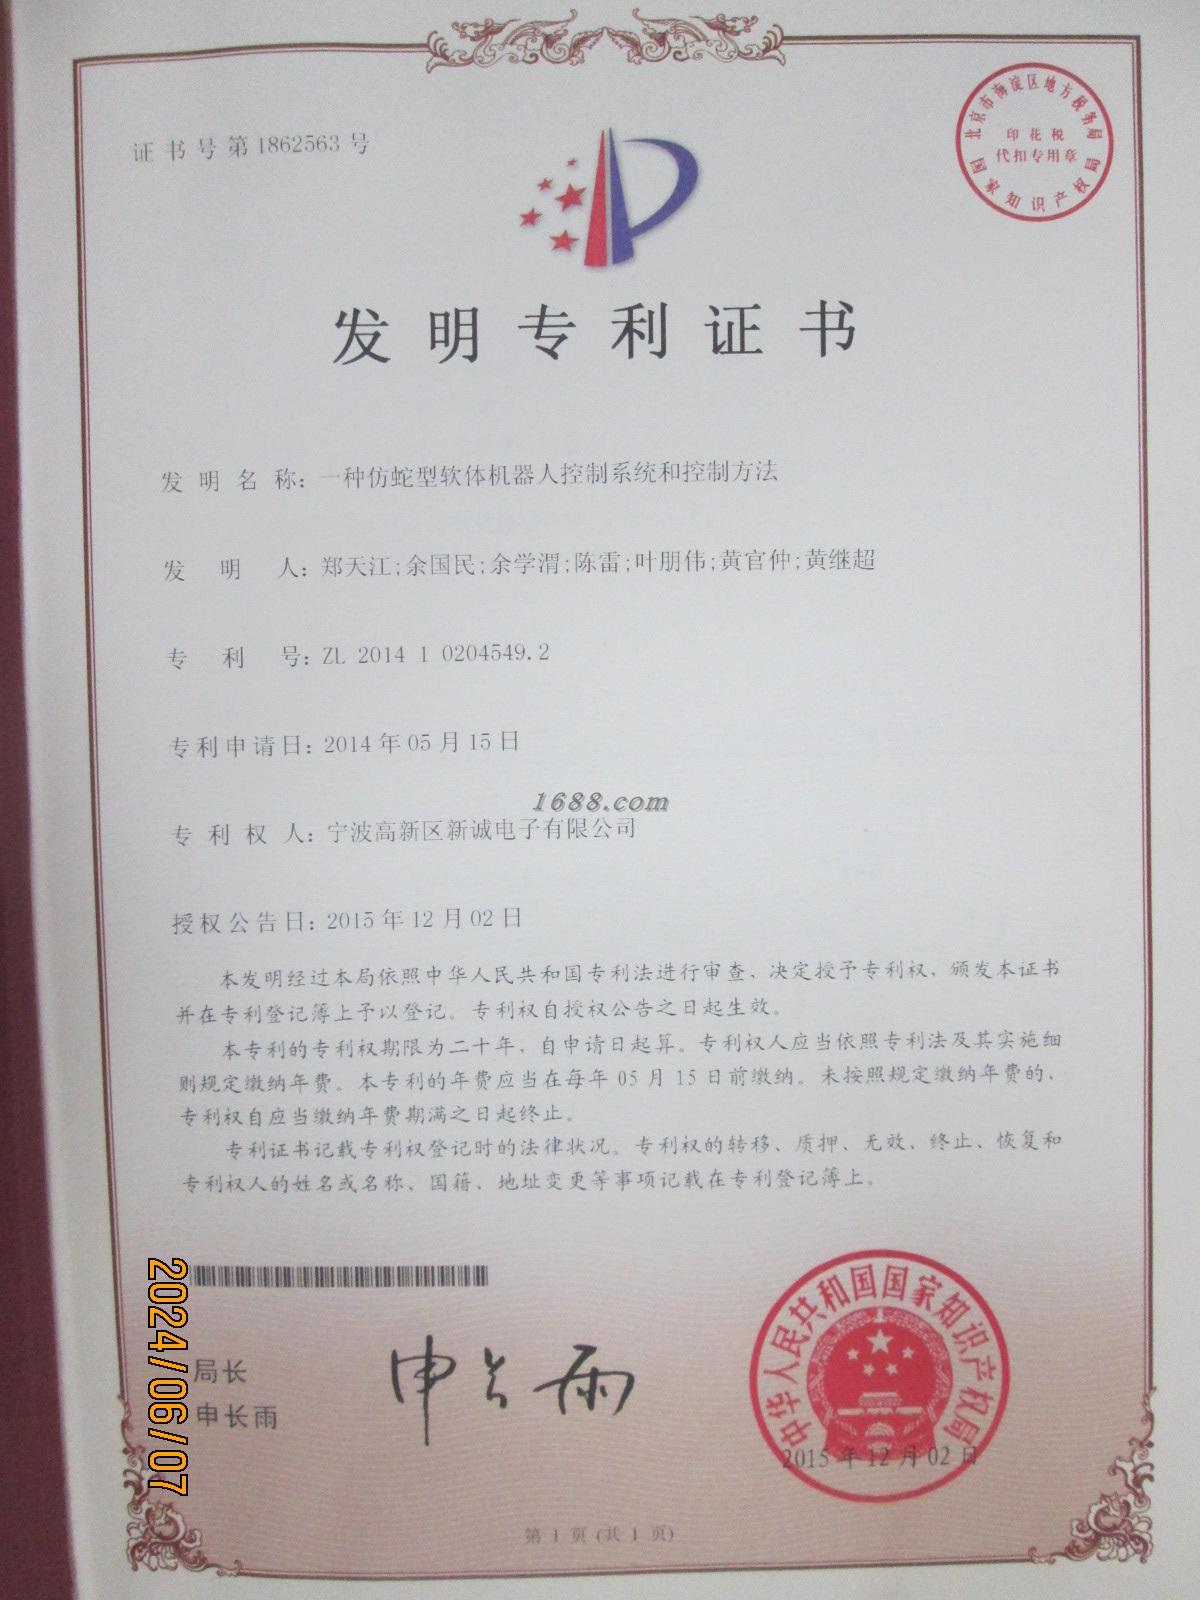 证书号第1862563号
北京市海淀区地方税务局
印花税
代扣专用章
国家知识产权局
发明专利证书
发明名称：一种仿蛇型软体机器人控制系统和控制方法
发明人：郑天江;余国民;余学渭;陈雷;叶朋伟;黄官仲;黄继超
专利号：ZL 2014 1 0204549.2
专利申请日：2014年05月15日
1688.com
专利权人：宁波高新区新诚电子有限公司
授权公告日：2015年12月02日
本发明经过本局依照中华人民共和国专利法进行审查，决定授予专利权，颁发本证书
并在专利登记簿上予以登记。专利权自授权公告之日起生效。
本专利的专利权期限为二十年，自申请日起算。专利权人应当依照专利法及其实施细
则规定缴纳年费。本专利的年费应当在每年05月15日前缴纳。未按照规定缴纳年费的，
专利权自应当缴纳年费期满之日起终止。
专利证书记载专利权登记时的法律状况。专利权的转移、质押、无效、终止、恢复和
专利权人的姓名或名称、国籍、地址变更等事项记载在专利登记簿上。
2024/06/07
局长
申长雨
申长雨
中华人民共和国国家知识产权局
2015年12月02日
第1页(共1页)